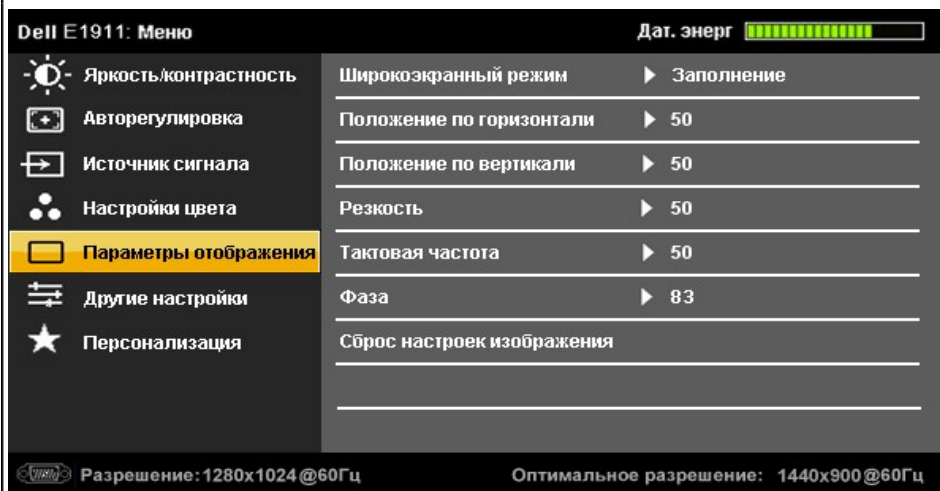 Dell E1911: Меню
Дат. энерг
Яркость/контрастность
Широкоэкранный режим
Заполнение
Авторегулировка
Положение по горизонтали
50
Источник сигнала
Положение по вертикали
50
Настройки цвета
Резкость
50
Параметры отображения
Тактовая частота
50
Другие настройки
Фаза
83
Персонализация
Сброс настроек изображения
Разрешение: 1280x1024@60Гц
Оптимальное разрешение: 1440x900@60Гц